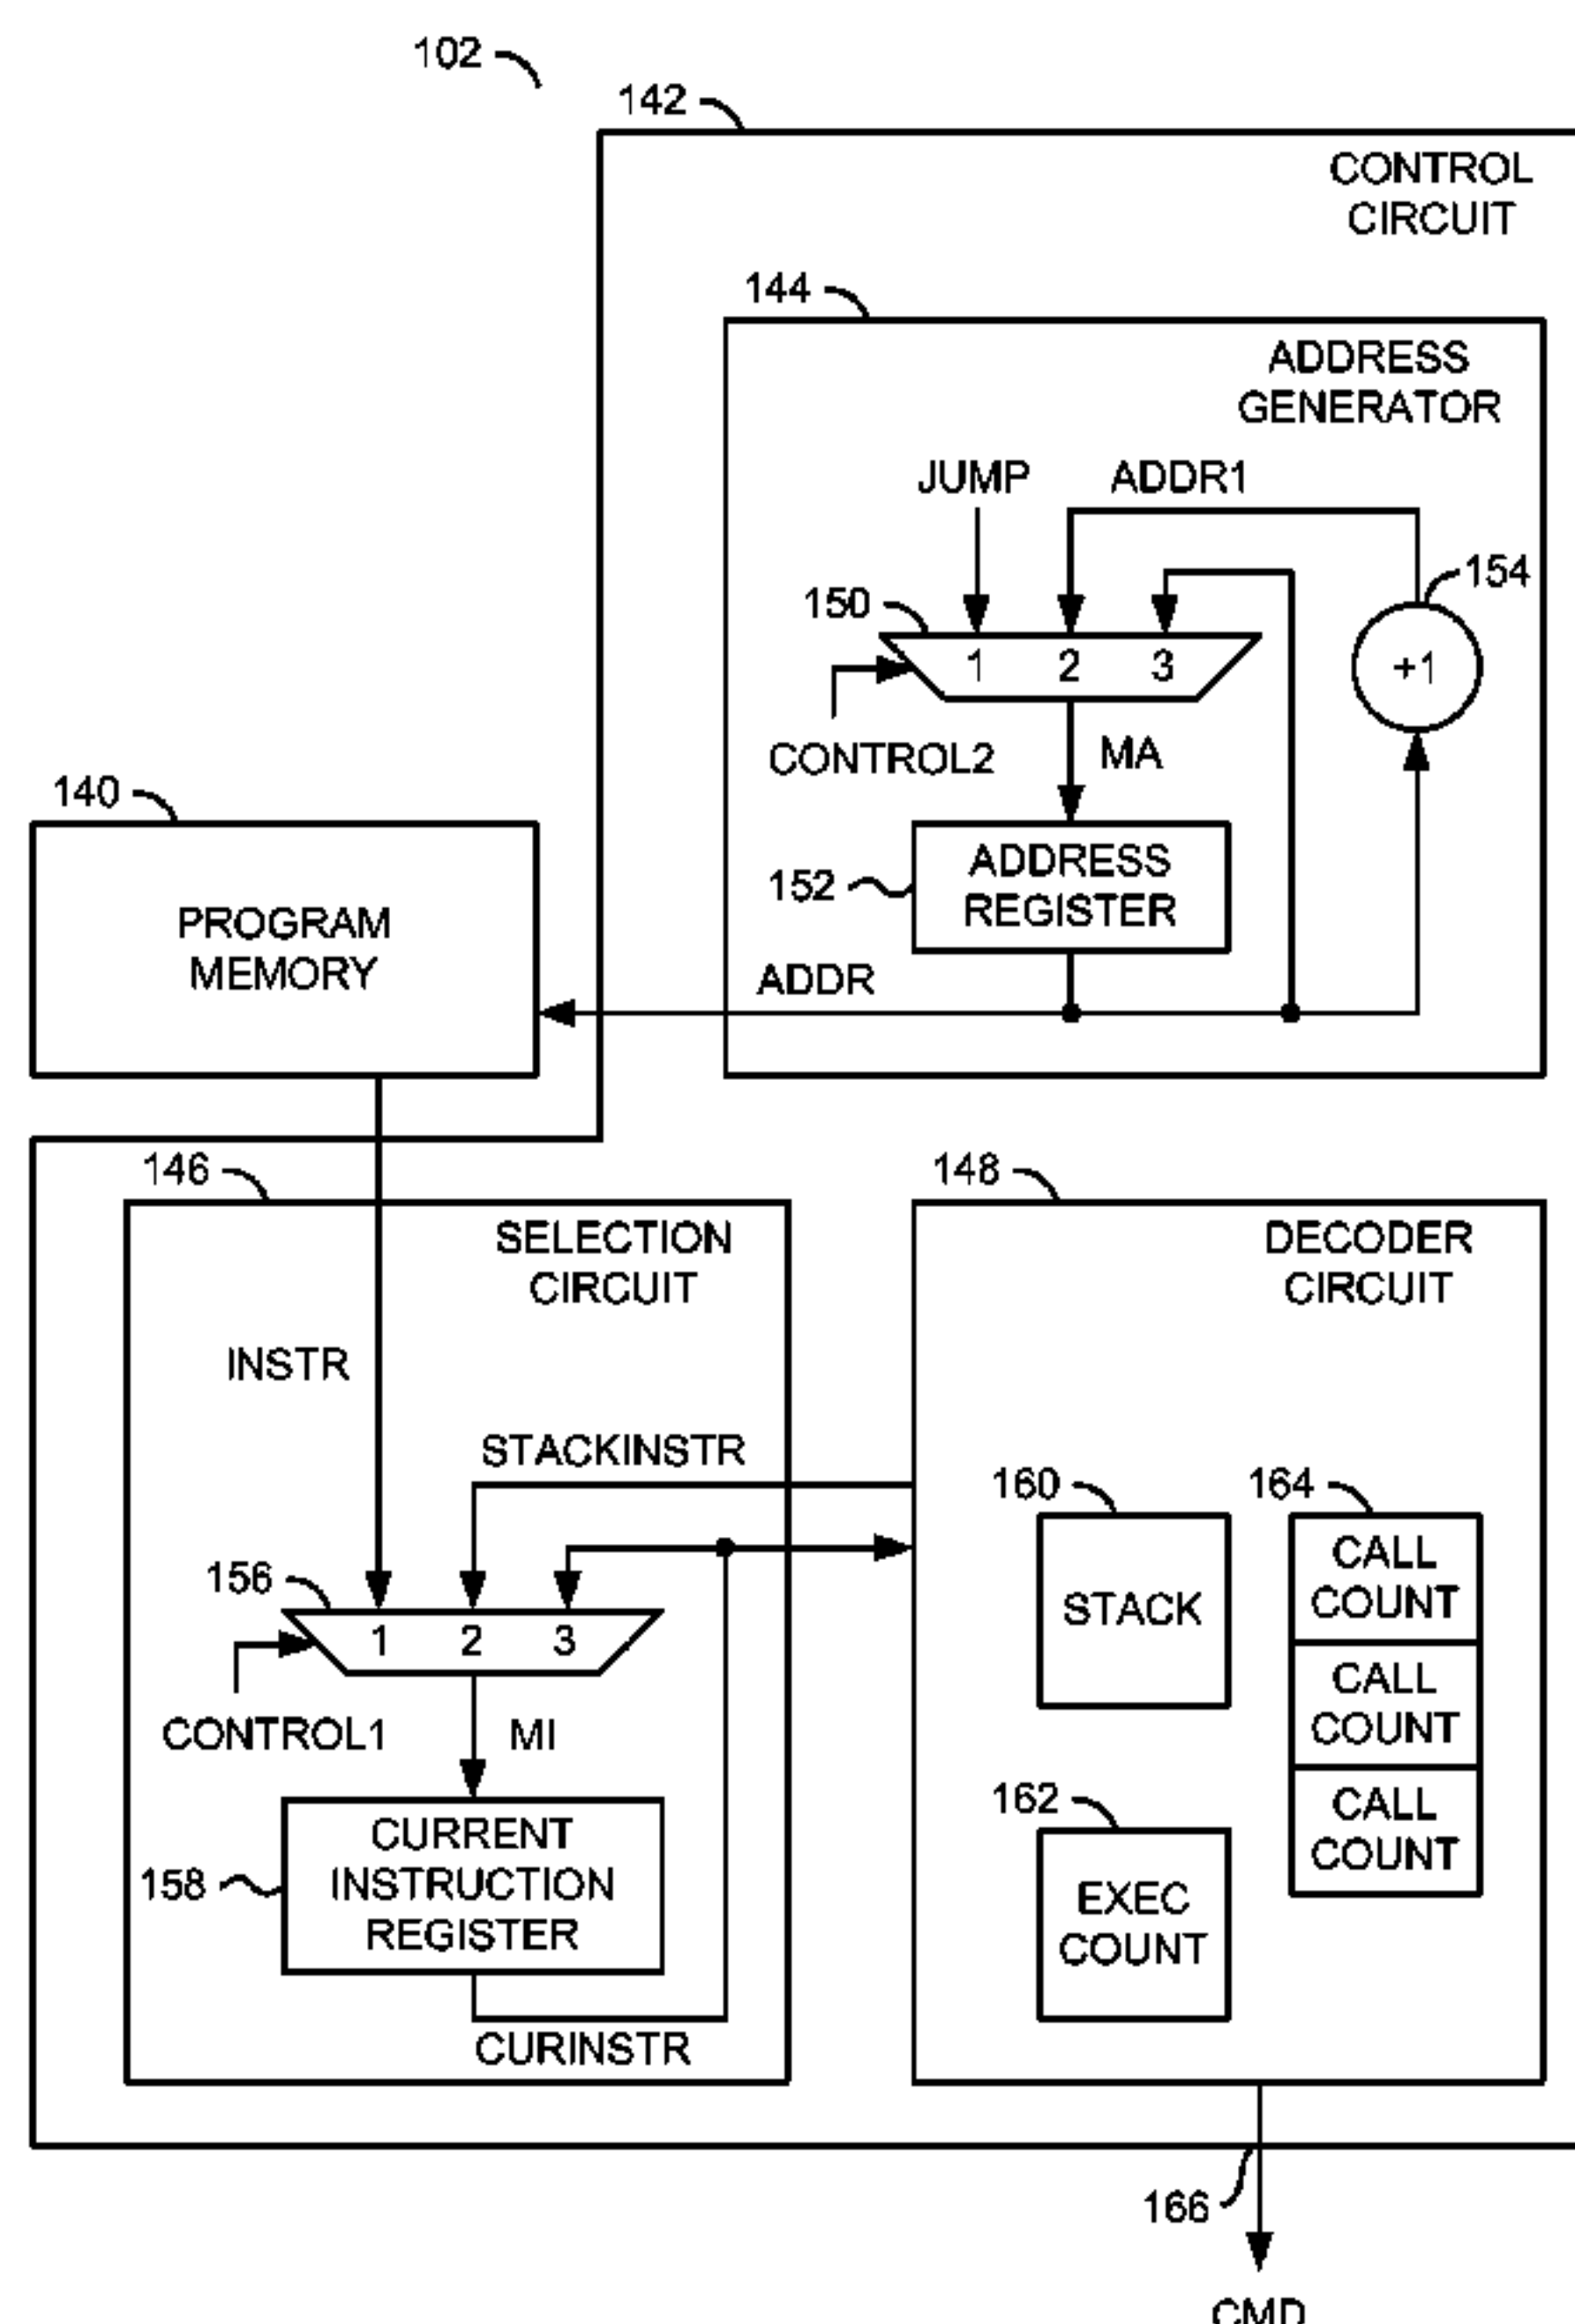 102
142
CONTROL
CIRCUIT
144
ADDRESS
GENERATOR
JUMP
ADDR1
154
150
1 2 3
+1
CONTROL2
MA
140
PROGRAM
MEMORY
152
ADDRESS
REGISTER
ADDR
146
SELECTION
CIRCUIT
148
DECODER
CIRCUIT
INSTR
STACKINSTR
160
STACK
164
CALL
COUNT
CALL
COUNT
CALL
COUNT
156
1 2 3
CONTROL1
MI
162
EXEC
COUNT
158
CURRENT
INSTRUCTION
REGISTER
CURINSTR
166
CMD